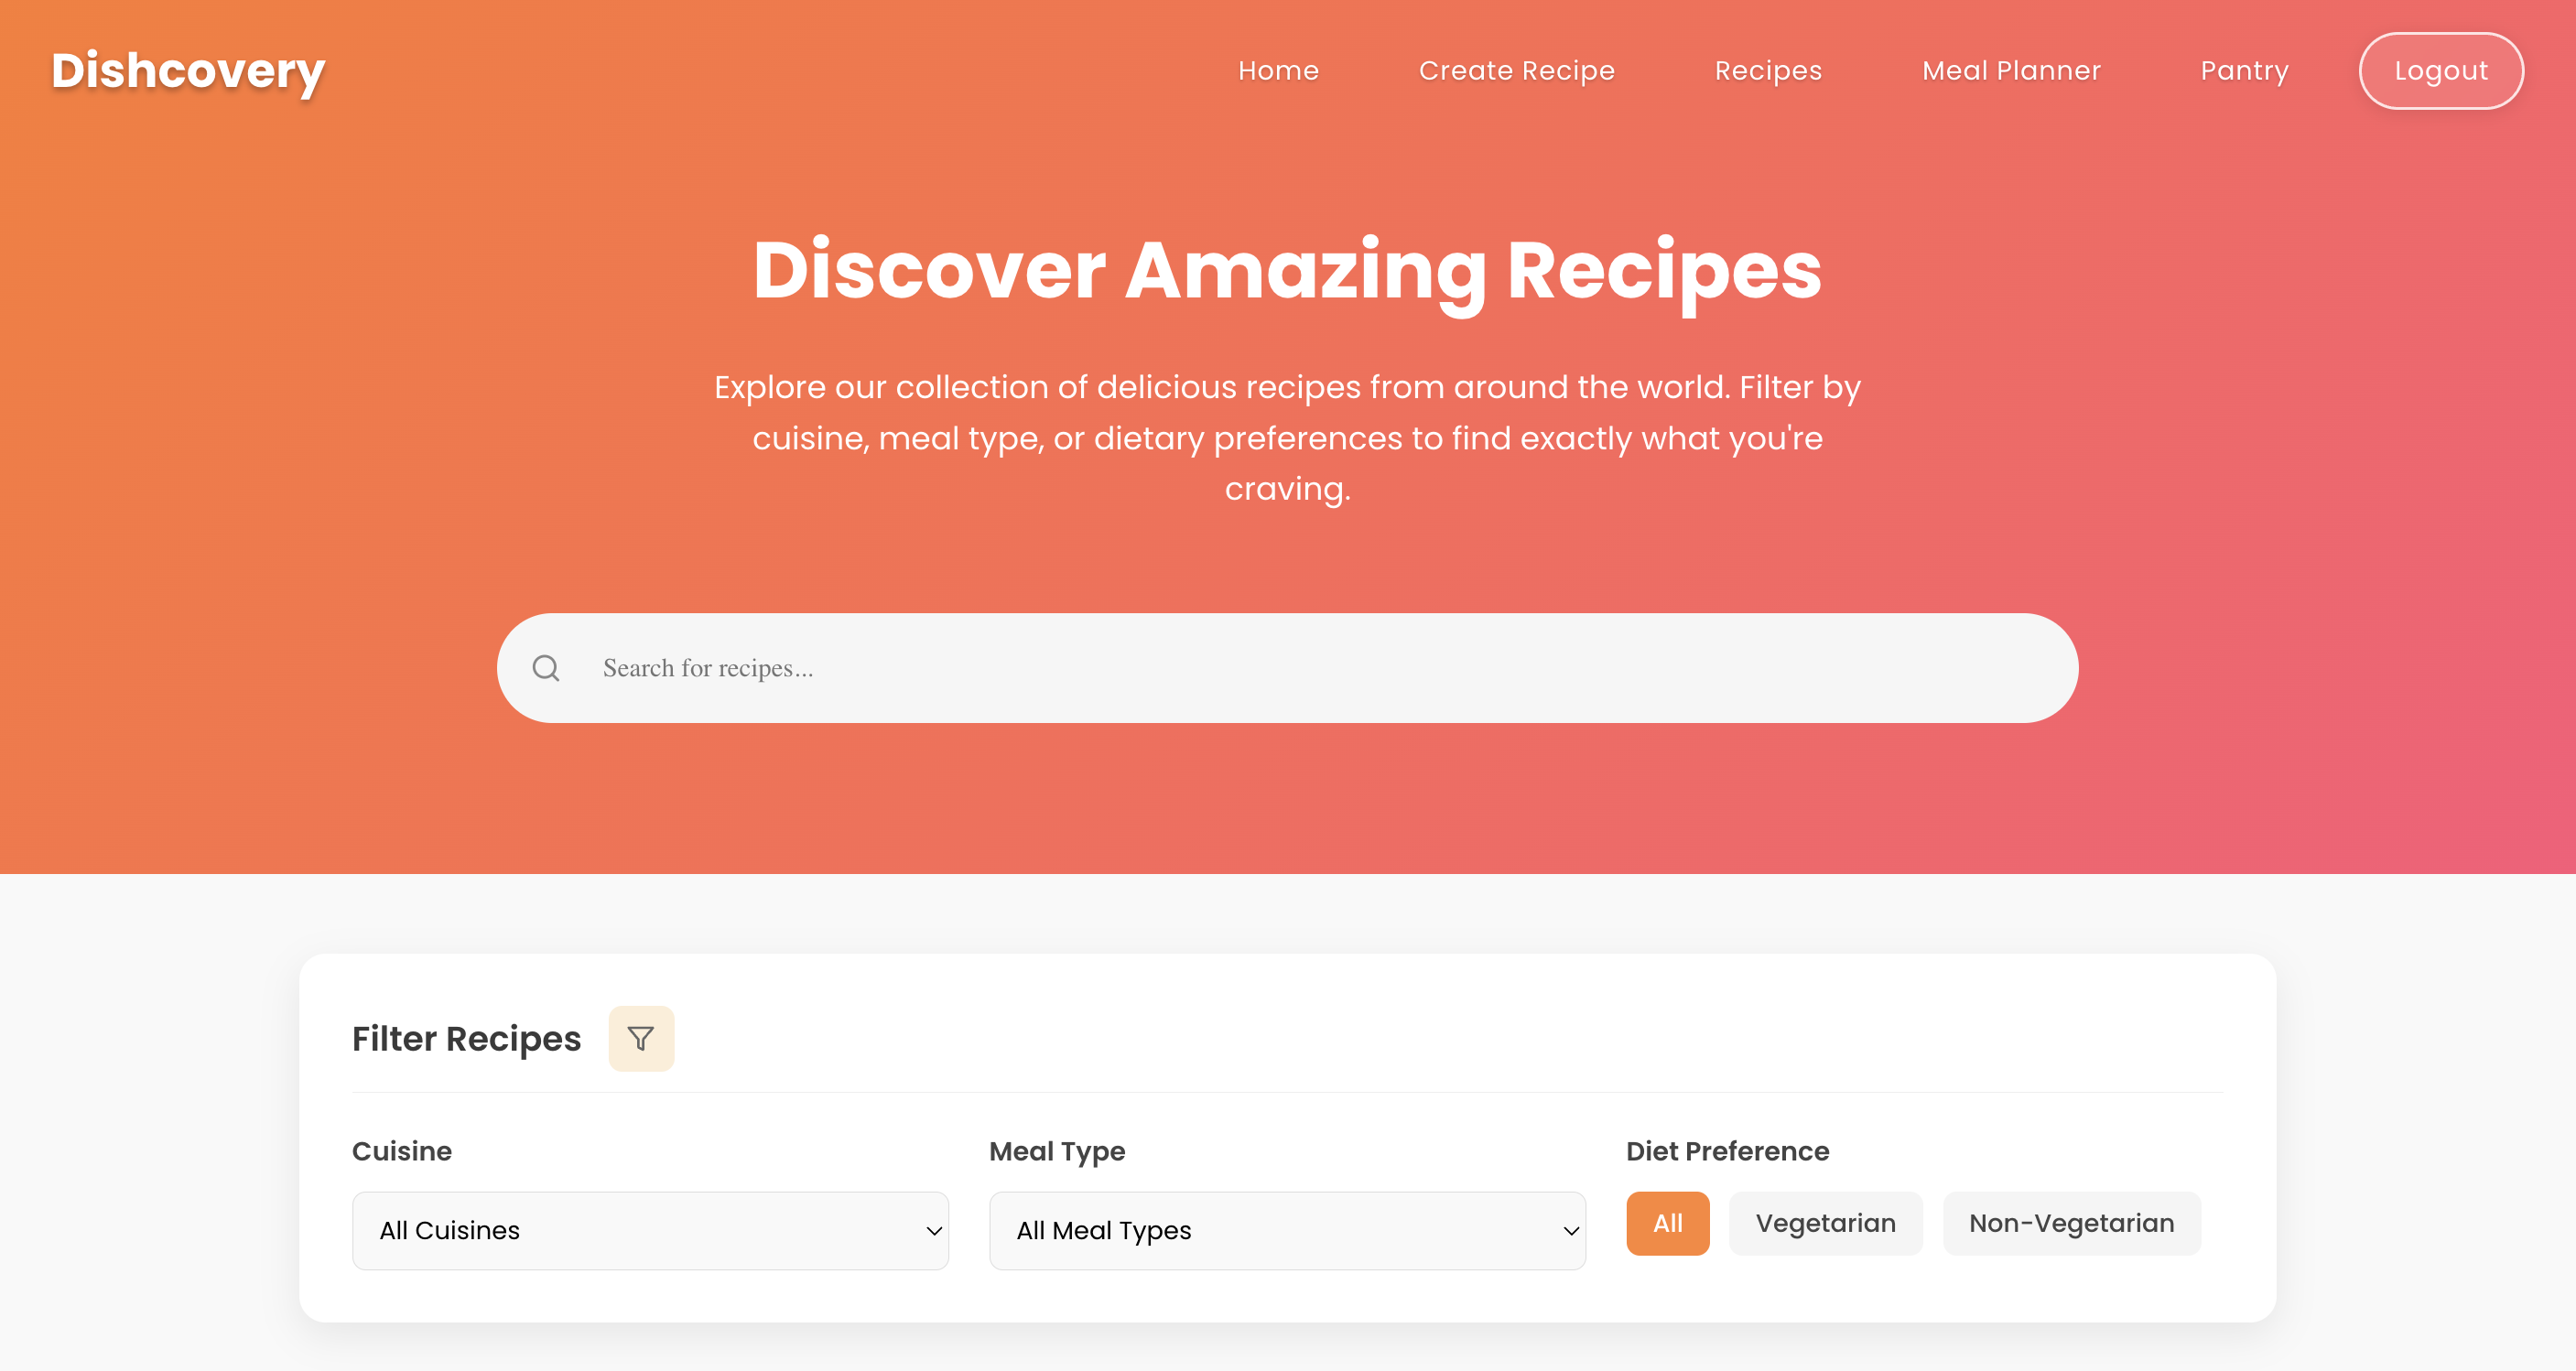 Dishcovery
Home
Create Recipe
Recipes
Meal Planner
Pantry
Logout
Discover Amazing Recipes
Explore our collection of delicious recipes from around the world. Filter by
cuisine, meal type, or dietary preferences to find exactly what you're
craving.
Search for recipes...
Filter Recipes
Cuisine
All Cuisines
Meal Type
All Meal Types
Diet Preference
All
Vegetarian
Non-Vegetarian